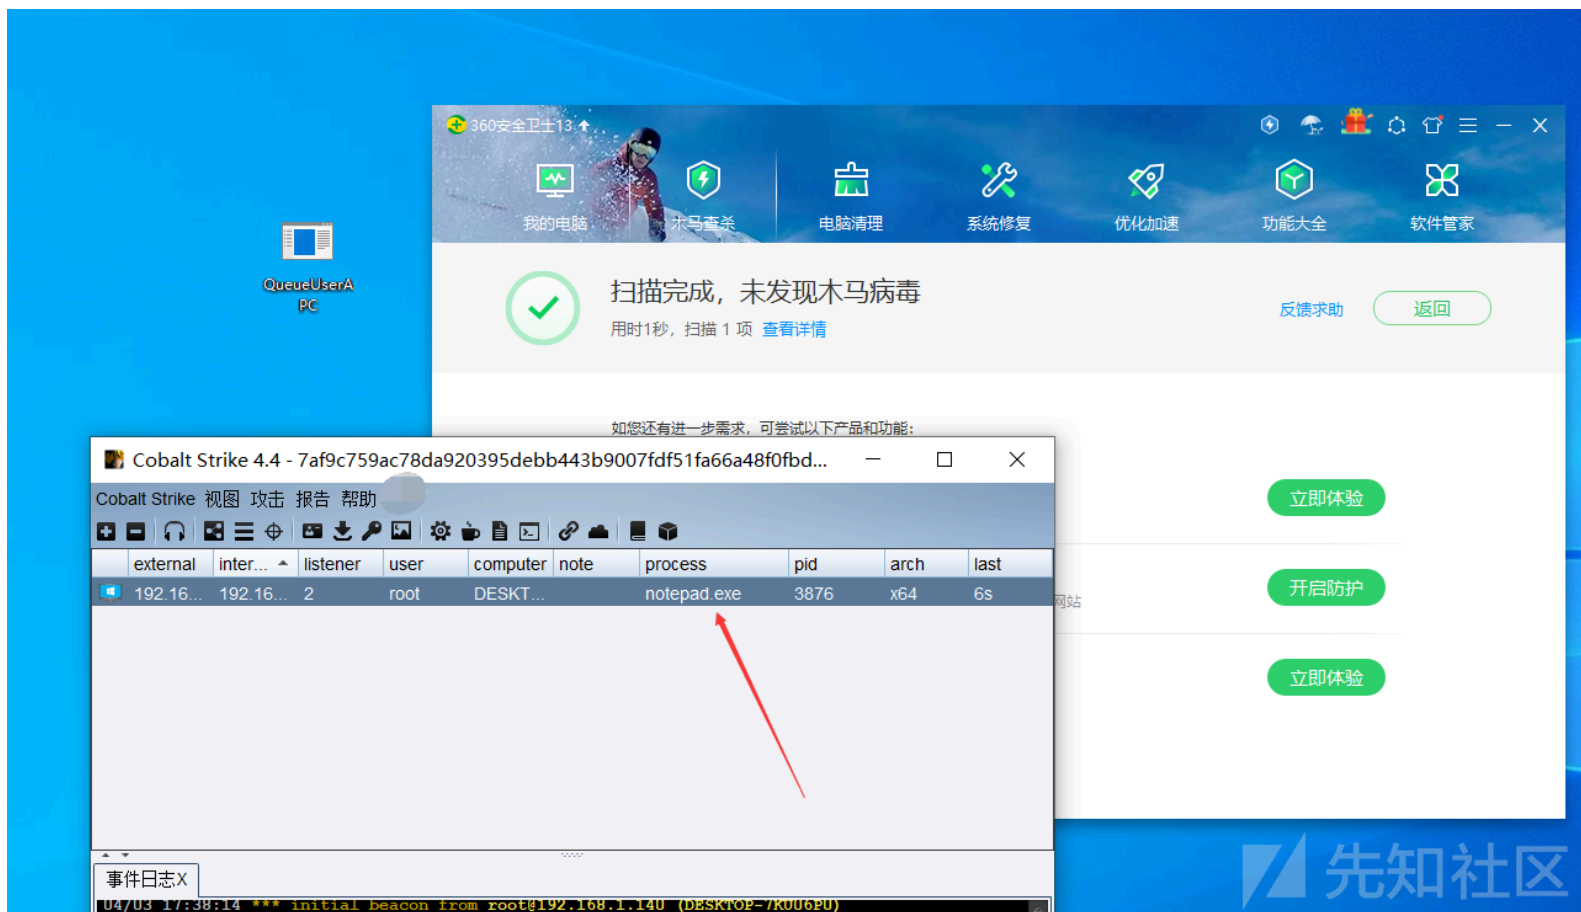 360安全卫士13
我的电脑
木马查杀
电脑清理
系统修复
优化加速
功能大全
软件管家
QueueUserA
PC
扫描完成，未发现木马病毒
用时1秒，扫描 1 项 查看详情
反馈求助
返回
如您还有进一步需求，可尝试以下产品和功能：
Cobalt Strike 4.4 - 7af9c759ac78da920395debb443b9007fdf51fa66a48f0fbd...
Cobalt Strike 视图 攻击 报告 帮助
external inter... listener user computer note process pid arch last
192.16... 192.16... 2 root DESKT... notepad.exe 3876 x64 6s
立即体验
网站
开启防护
立即体验
事件日志X
04/03 17:38:14 *** initial beacon from root@192.168.1.140 (DESKTOP-7KUU6PU)
先知社区